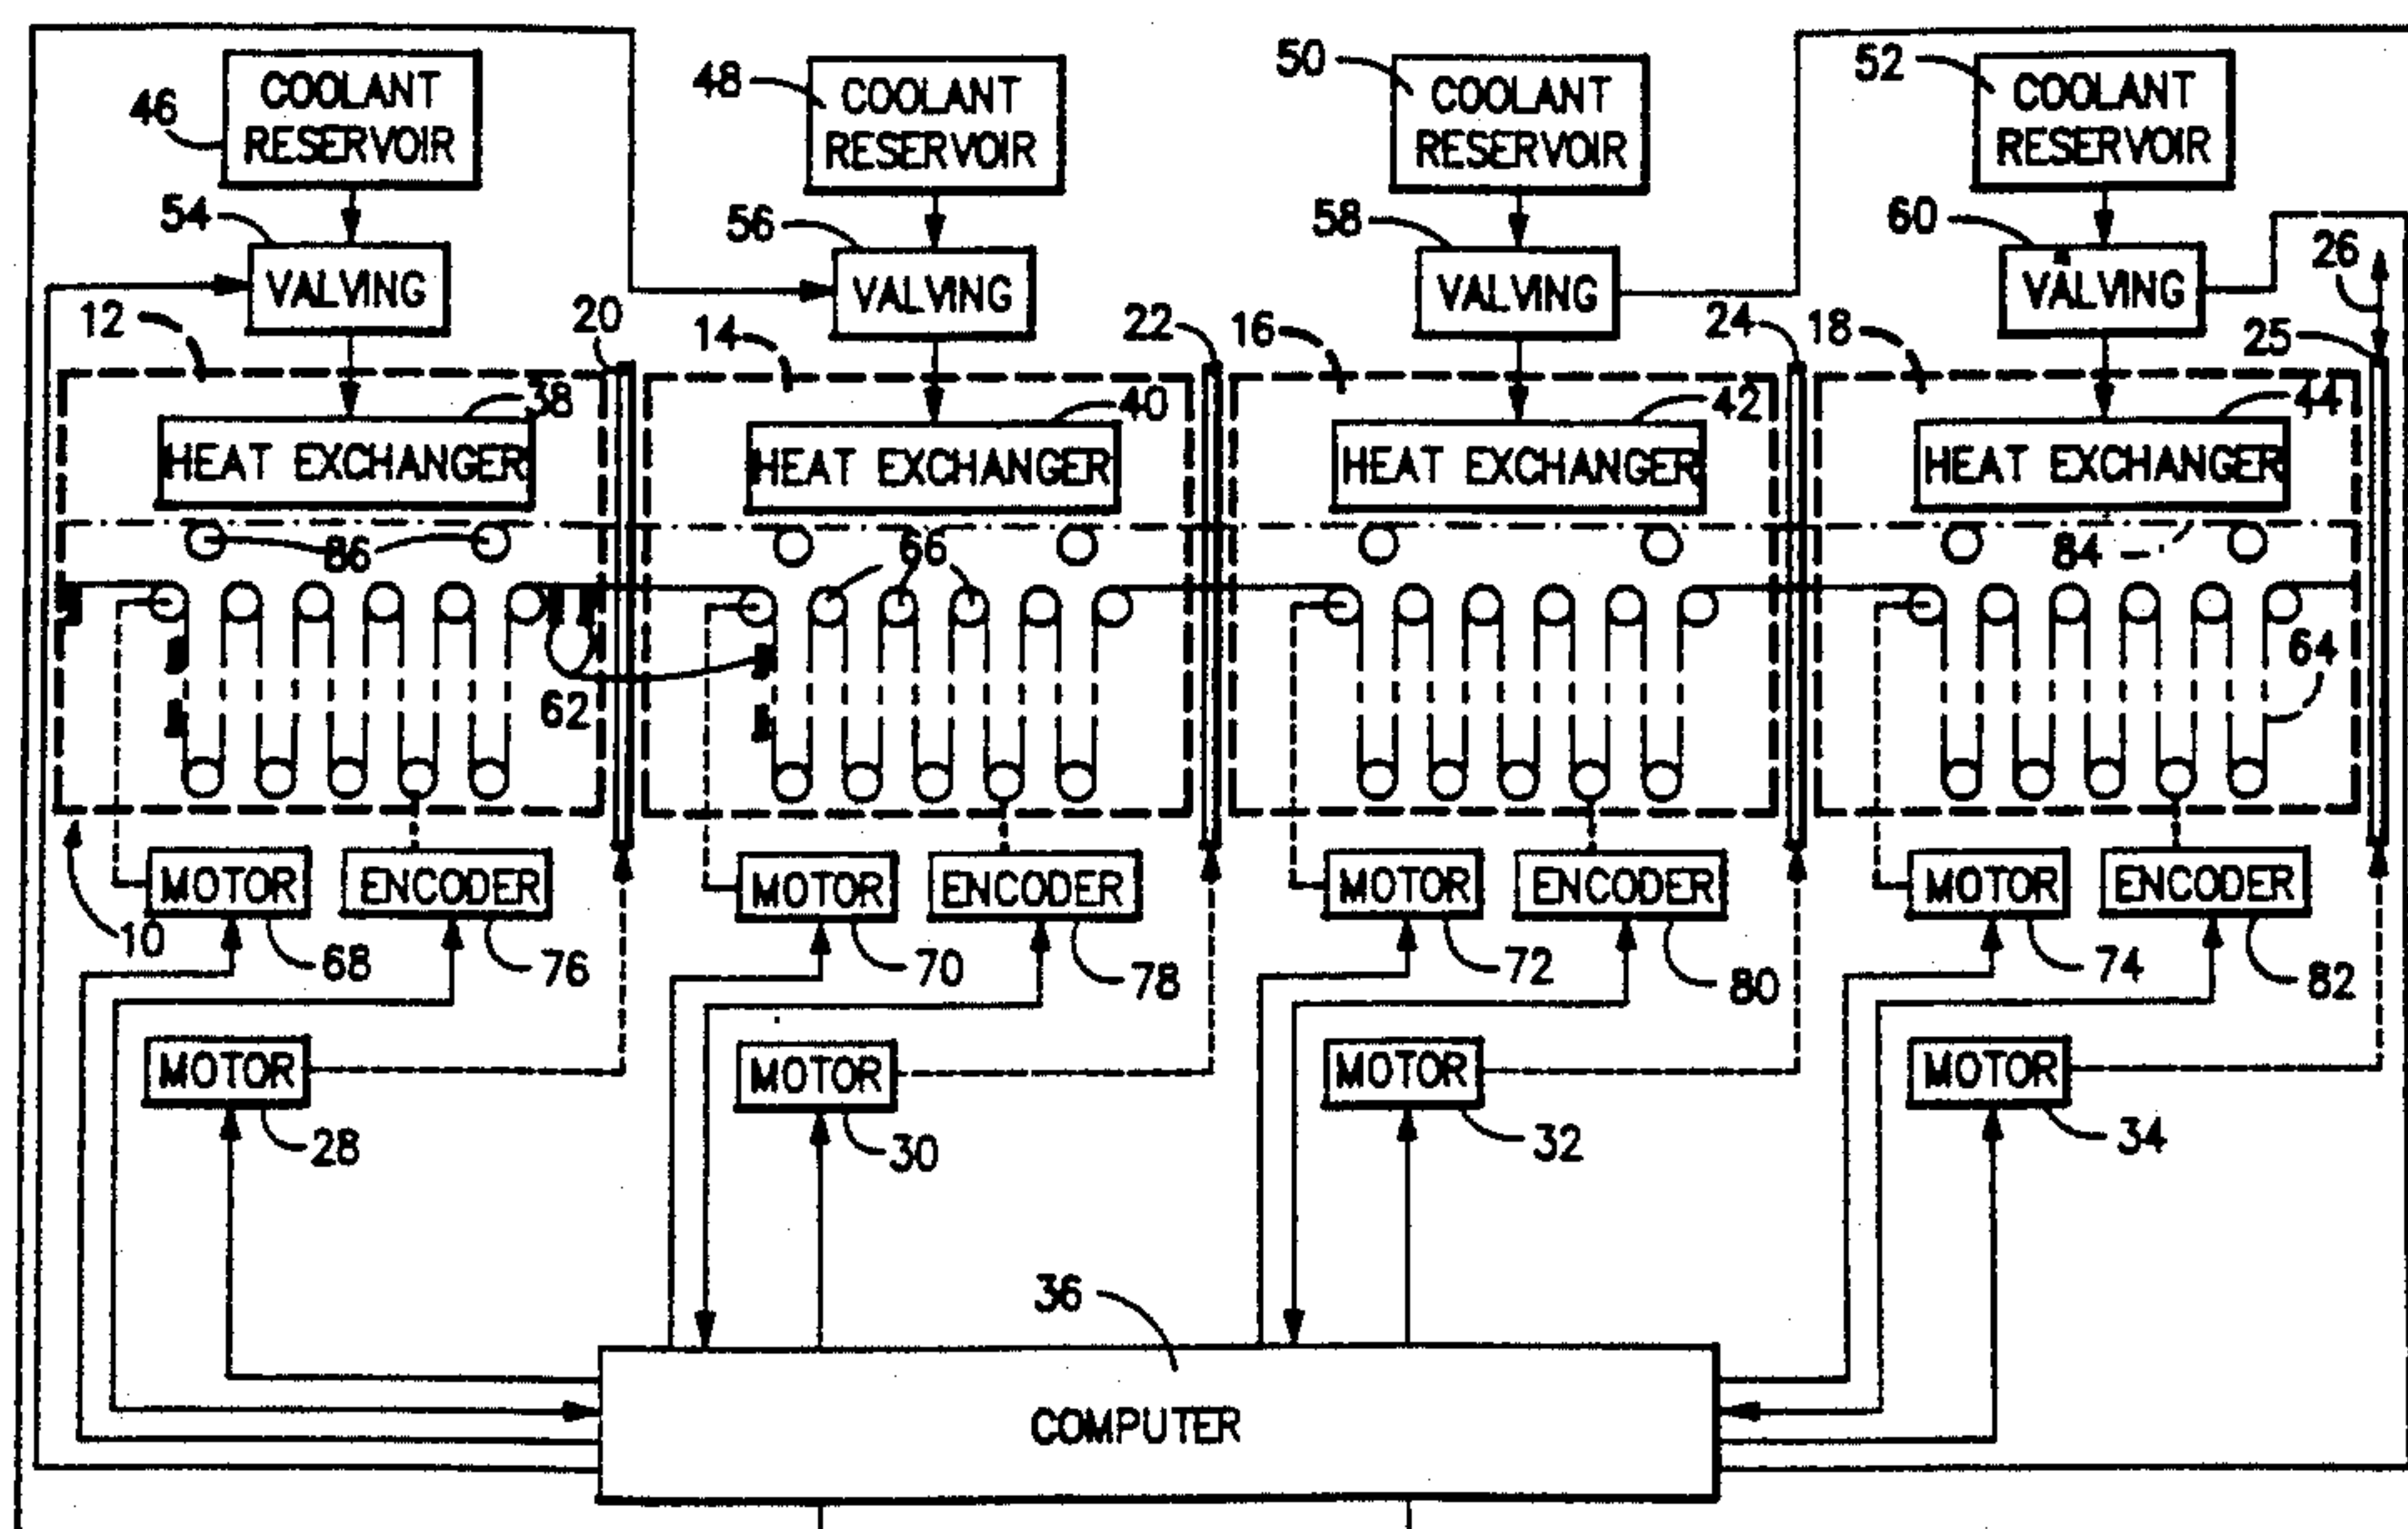 46
COOLANT
RESERVOIR
48
COOLANT
RESERVOIR
50
COOLANT
RESERVOIR
52
COOLANT
RESERVOIR
54
VALVING
56
VALVING
58
VALVING
60
VALVING
26
12
20
14
22
16
24
18
25
38
HEAT EXCHANGER
40
HEAT EXCHANGER
42
HEAT EXCHANGER
44
HEAT EXCHANGER
86
66
84
62
64
MOTOR
ENCODER
MOTOR
ENCODER
MOTOR
ENCODER
MOTOR
ENCODER
10
68
76
70
78
72
80
74
82
MOTOR
MOTOR
MOTOR
MOTOR
28
30
32
34
36
COMPUTER